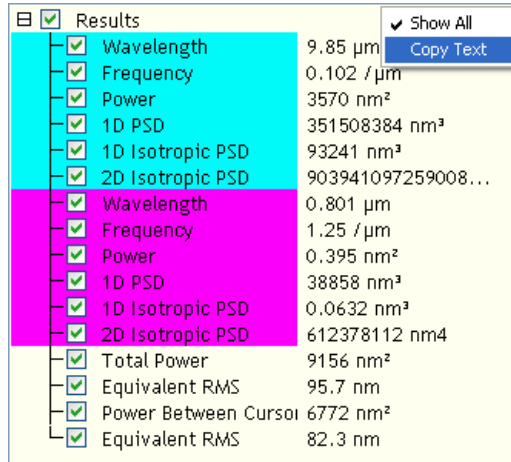 Results
Show All
Copy Text
Wavelength 9.85 µm
Frequency 0.102 /µm
Power 3570 nm²
1D PSD 351508384 nm³
1D Isotropic PSD 93241 nm³
2D Isotropic PSD 903941097259008...
Wavelength 0.801 µm
Frequency 1.25 /µm
Power 0.395 nm²
1D PSD 38858 nm³
1D Isotropic PSD 0.0632 nm³
2D Isotropic PSD 612378112 nm4
Total Power 9156 nm²
Equivalent RMS 95.7 nm
Power Between Cursor 6772 nm²
Equivalent RMS 82.3 nm